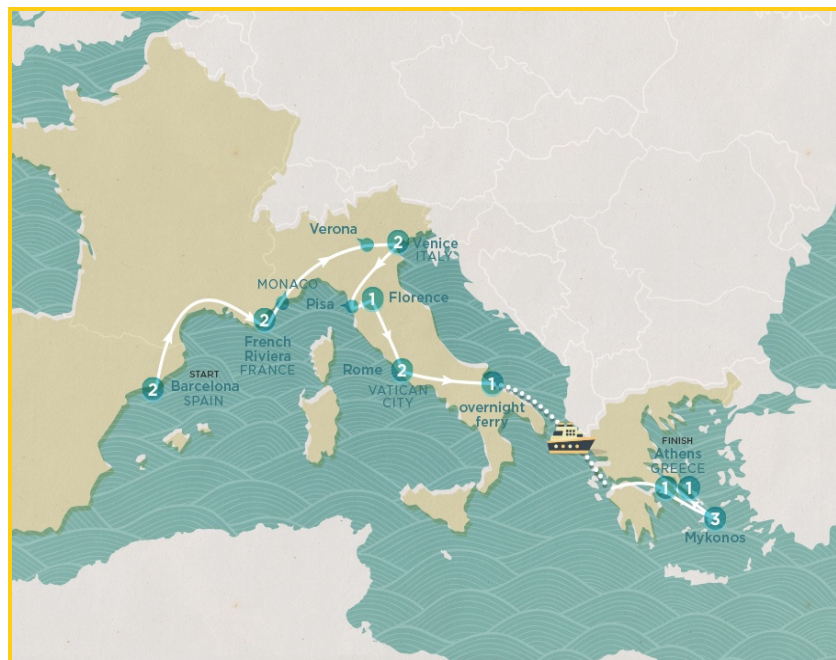 START
Barcelona
SPAIN
2
2
French
Riviera
FRANCE
MONACO
Verona
2
Venice
ITALY
Pisa
1
Florence
Rome
2
VATICAN
CITY
1
overnight
ferry
FINISH
Athens
GREECE
1
1
3
Mykonos